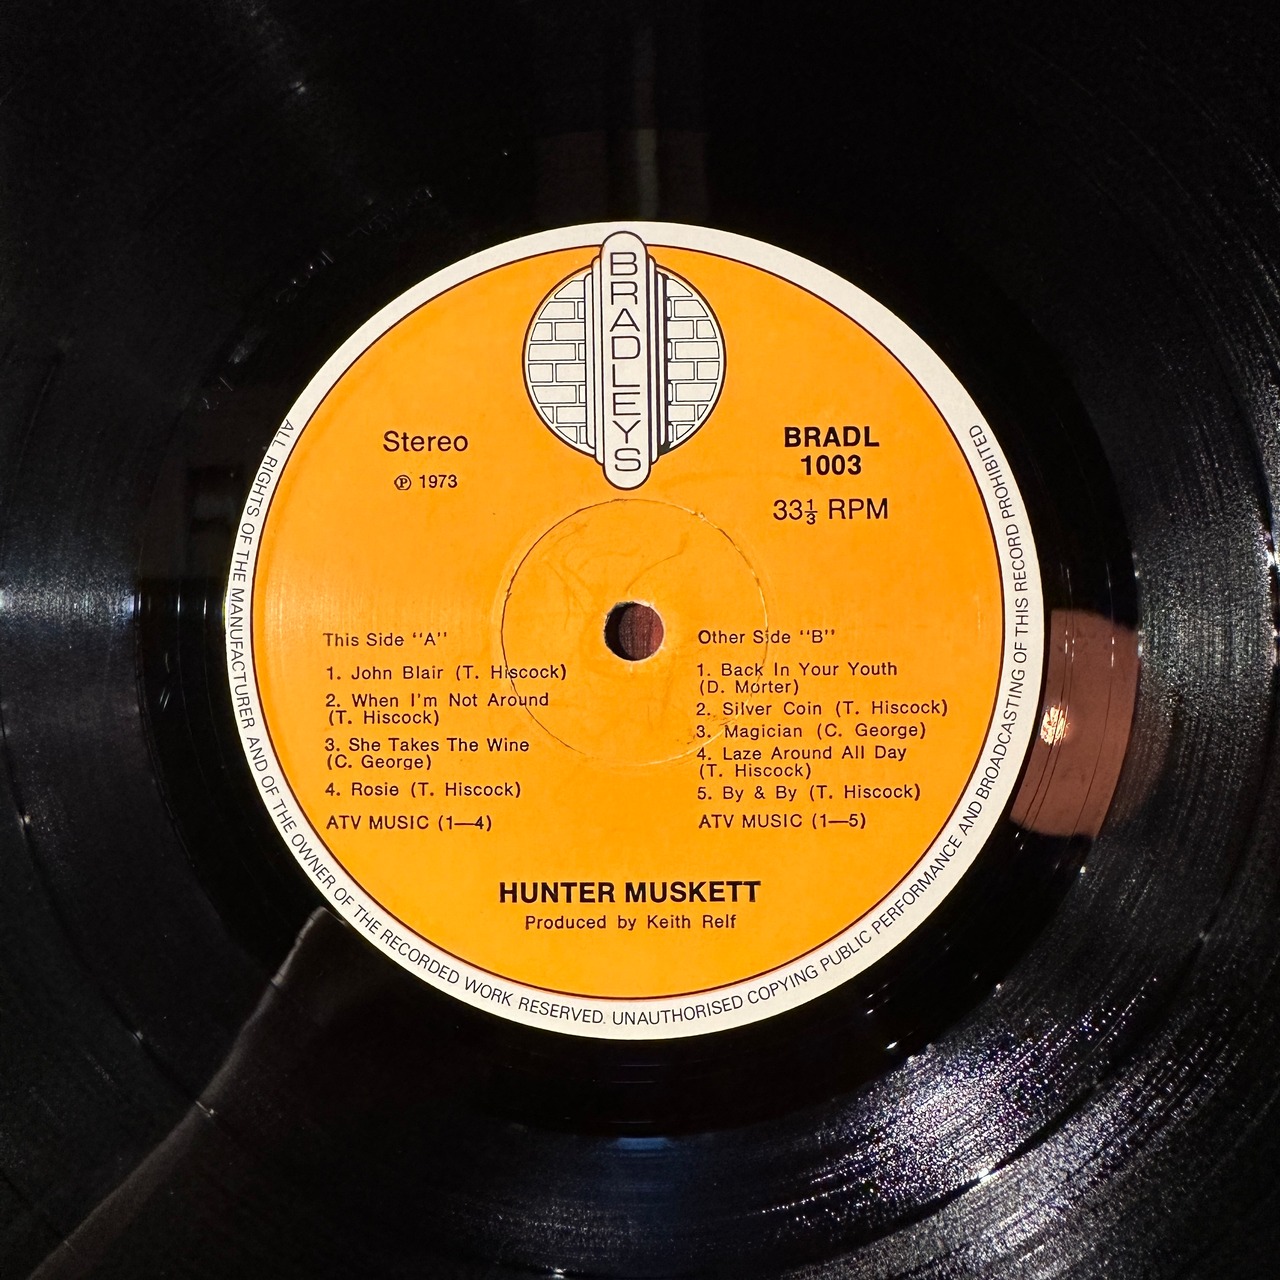 BRADLEYS
Stereo
℗ 1973
BRADL
1003
33⅓ RPM
This Side "A"
1. John Blair (T. Hiscock)
2. When I'm Not Around
(T. Hiscock)
3. She Takes The Wine
(C. George)
4. Rosie (T. Hiscock)
ATV MUSIC (1—4)
Other Side "B"
1. Back In Your Youth
(D. Morter)
2. Silver Coin (T. Hiscock)
3. Magician (C. George)
4. Laze Around All Day
(T. Hiscock)
5. By & By (T. Hiscock)
ATV MUSIC (1—5)
HUNTER MUSKETT
Produced by Keith Relf
ALL RIGHTS OF THE MANUFACTURER AND OF THE OWNER OF THE RECORDED WORK RESERVED. UNAUTHORISED COPYING PUBLIC PERFORMANCE AND BROADCASTING OF THIS RECORD PROHIBITED